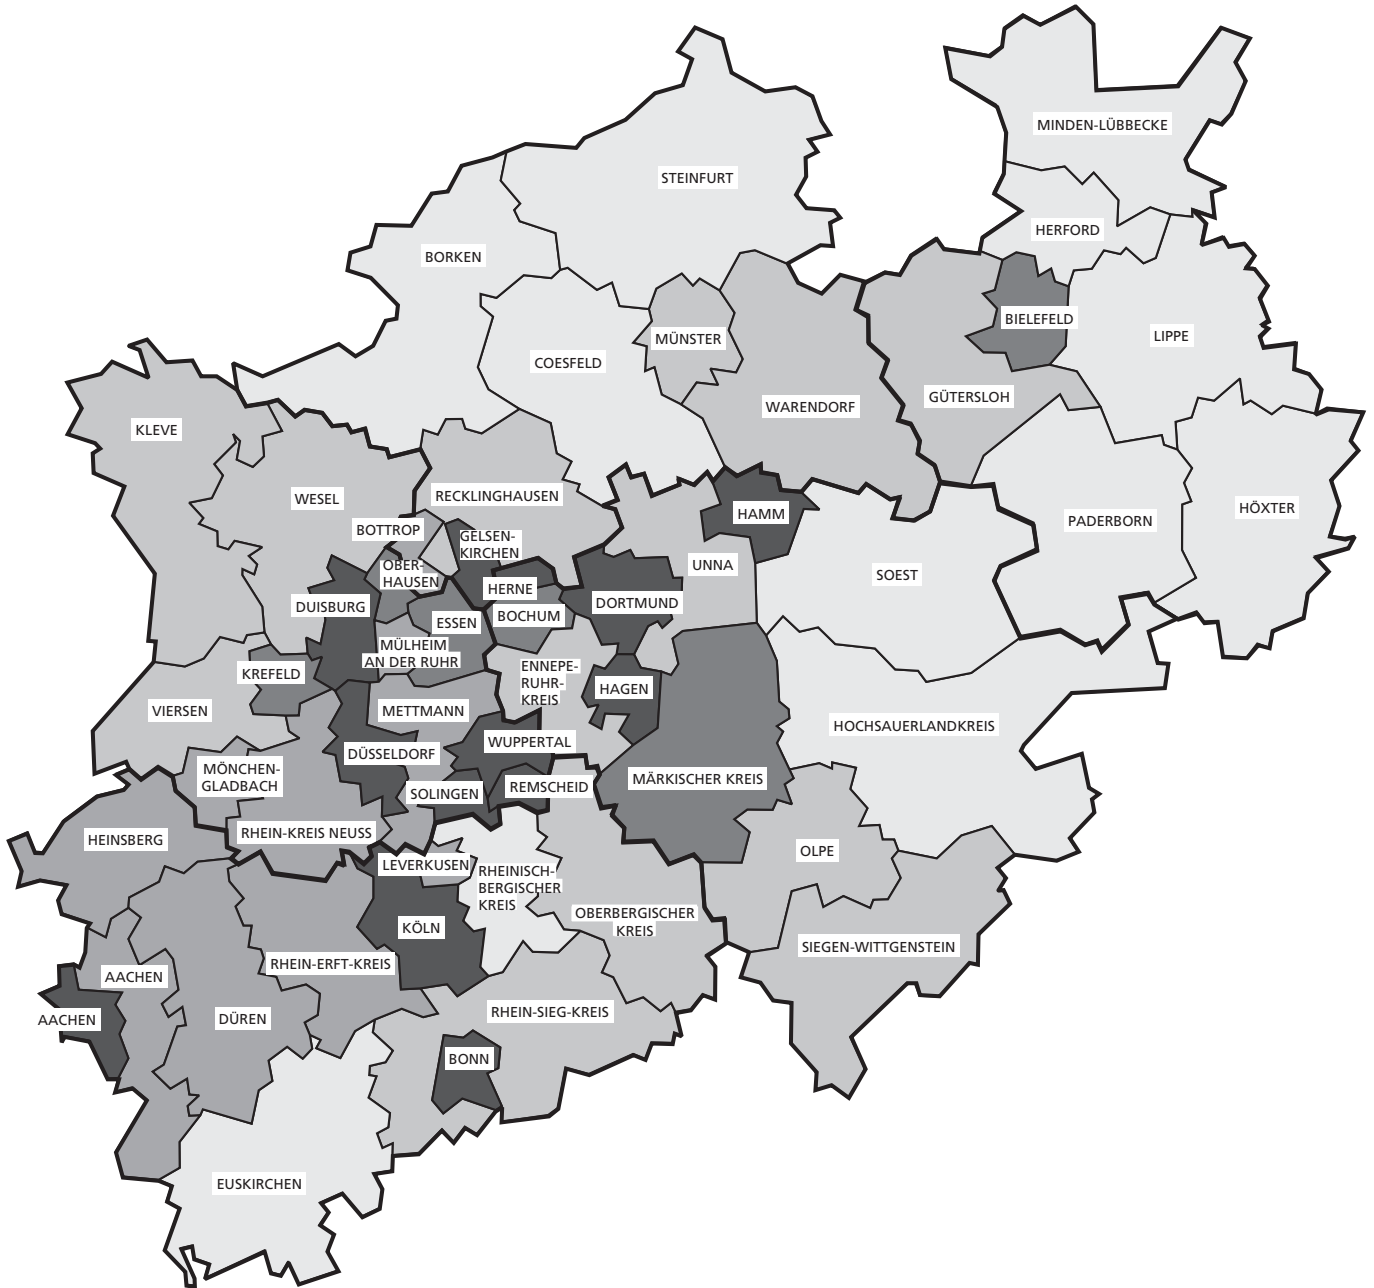 MINDEN-LÜBBECKE
STEINFURT
HERFORD
BORKEN
BIELEFELD
LIPPE
MÜNSTER
COESFELD
GÜTERSLOH
WARENDORF
KLEVE
RECKLINGHAUSEN
WESEL
HÖXTER
HAMM
PADERBORN
BOTTROP
GELSEN-
KIRCHEN
UNNA
SOEST
OBER-
HAUSEN
HERNE
DORTMUND
DUISBURG
BOCHUM
ESSEN
MÜLHEIM
AN DER RUHR
KREFELD
ENNEPE-
RUHR-
KREIS
HAGEN
VIERSEN
METTMANN
HOCHSAUERLANDKREIS
WUPPERTAL
DÜSSELDORF
MÖNCHEN-
GLADBACH
MÄRKISCHER KREIS
REMSCHEID
SOLINGEN
RHEIN-KREIS NEUSS
HEINSBERG
OLPE
LEVERKUSEN
RHEINISCH-
BERGISCHER
KREIS
OBERBERGISCHER
KREIS
KÖLN
SIEGEN-WITTGENSTEIN
RHEIN-ERFT-KREIS
AACHEN
RHEIN-SIEG-KREIS
AACHEN
DÜREN
BONN
EUSKIRCHEN